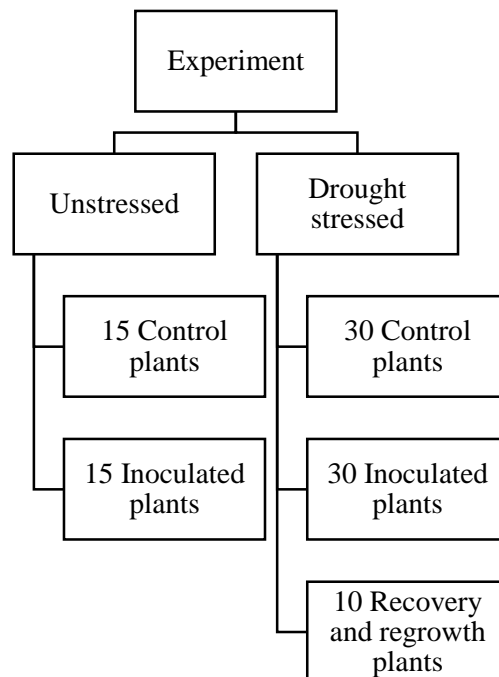 Experiment
Unstressed
Drought
stressed
15 Control
plants
30 Control
plants
15 Inoculated
plants
30 Inoculated
plants
10 Recovery
and regrowth
plants